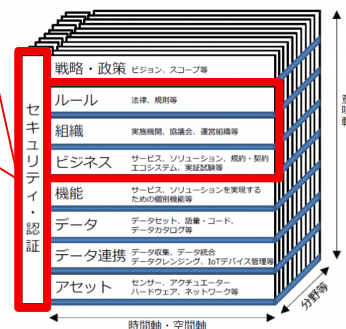 セキュリティ・認証
戦略・政策 ビジョン、スコープ等
ルール 法律、規則等
組織 実施機関、協議会、運営組織等
ビジネス サービス、ソリューション、規約・契約
エコシステム、実証試験等
機能 サービス、ソリューションを実現する
ための個別機能等
データ データセット、語彙・コード、
データカタログ等
データ連携 データ収集、データ統合
データクレンジング、IoTデバイス管理等
アセット センサー、アクチュエーター
ハードウェア、ネットワーク等
時間軸・空間軸
分野等